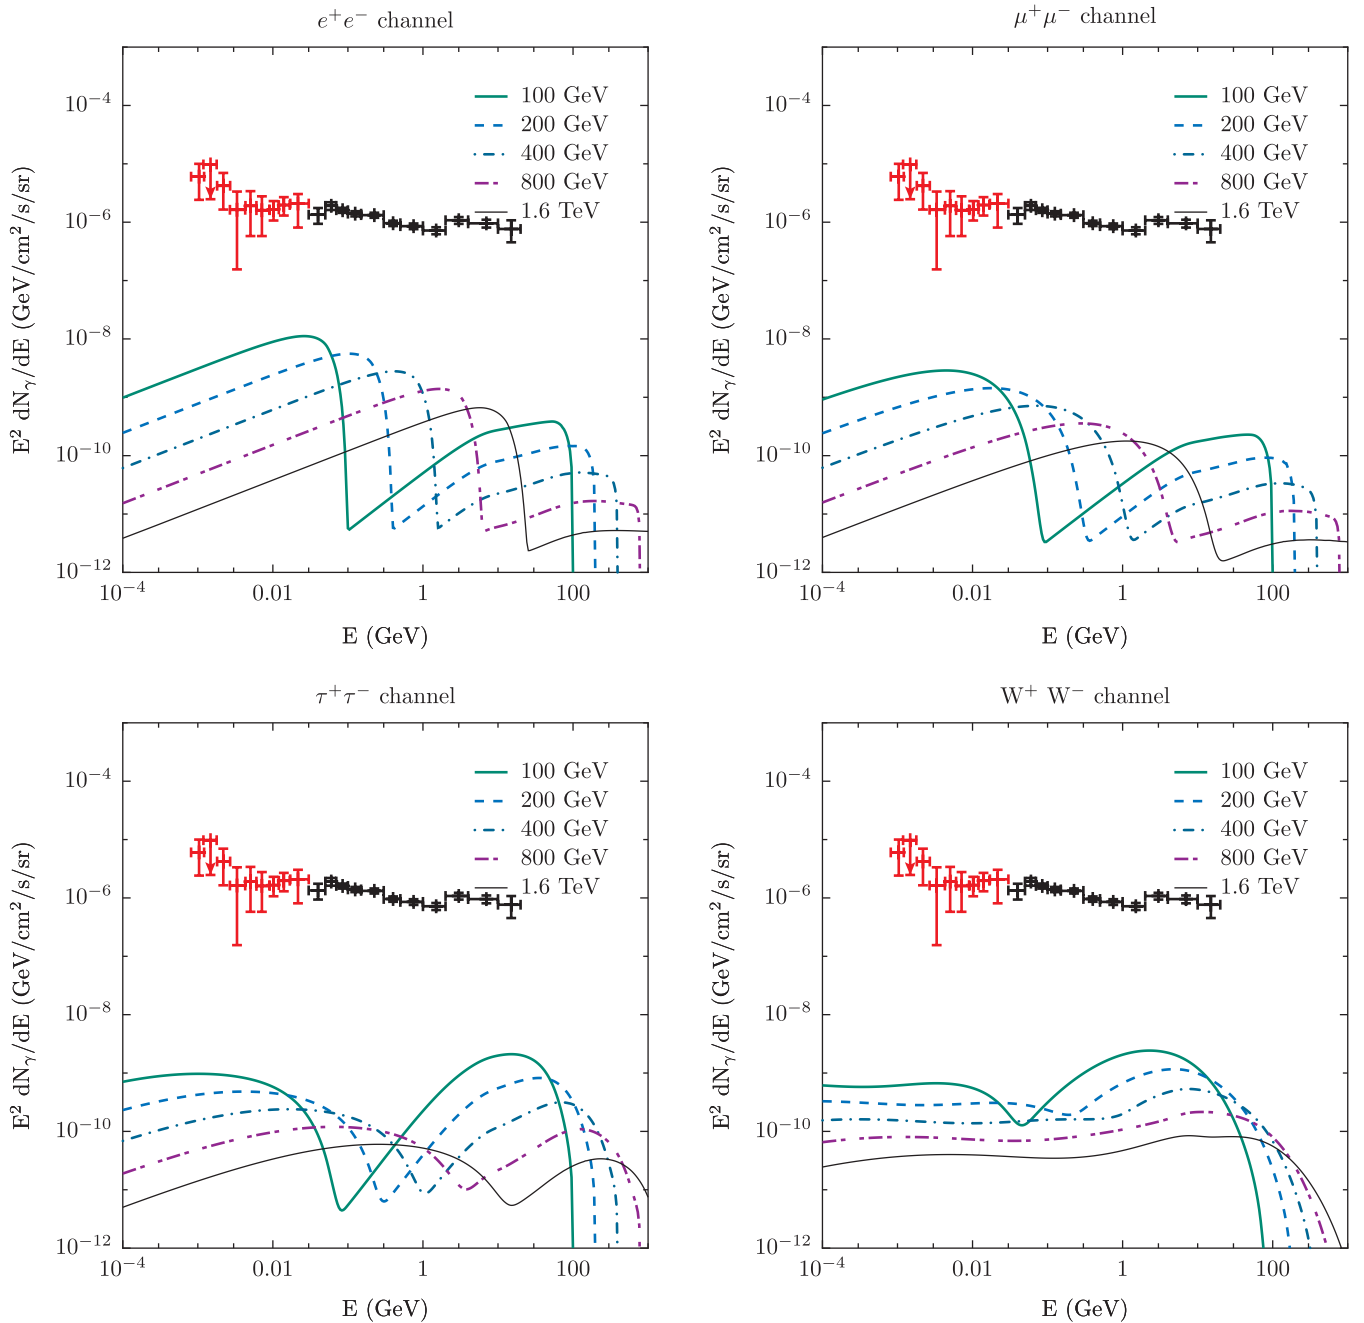 e⁺e⁻ channel
E² dNγ/dE (GeV/cm²/s/sr)
10⁻⁴
10⁻⁶
10⁻⁸
10⁻¹⁰
10⁻¹²
100 GeV
200 GeV
400 GeV
800 GeV
1.6 TeV
10⁻⁴ 0.01 1 100
E (GeV)
μ⁺μ⁻ channel
E² dNγ/dE (GeV/cm²/s/sr)
10⁻⁴
10⁻⁶
10⁻⁸
10⁻¹⁰
10⁻¹²
100 GeV
200 GeV
400 GeV
800 GeV
1.6 TeV
10⁻⁴ 0.01 1 100
E (GeV)
τ⁺τ⁻ channel
E² dNγ/dE (GeV/cm²/s/sr)
10⁻⁴
10⁻⁶
10⁻⁸
10⁻¹⁰
10⁻¹²
100 GeV
200 GeV
400 GeV
800 GeV
1.6 TeV
10⁻⁴ 0.01 1 100
E (GeV)
W⁺ W⁻ channel
E² dNγ/dE (GeV/cm²/s/sr)
10⁻⁴
10⁻⁶
10⁻⁸
10⁻¹⁰
10⁻¹²
100 GeV
200 GeV
400 GeV
800 GeV
1.6 TeV
10⁻⁴ 0.01 1 100
E (GeV)